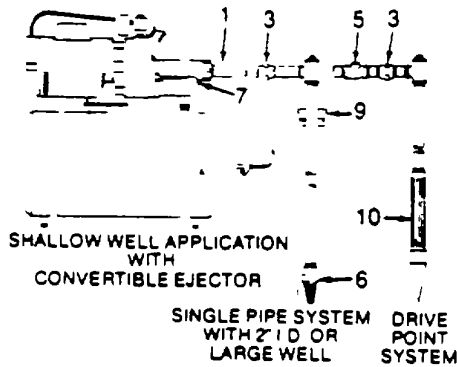 1 3 5 3
7
9
10
SHALLOW WELL APPLICATION
WITH
CONVERTIBLE EJECTOR
6
SINGLE PIPE SYSTEM
WITH 2" I D OR
LARGE WELL
DRIVE
POINT
SYSTEM